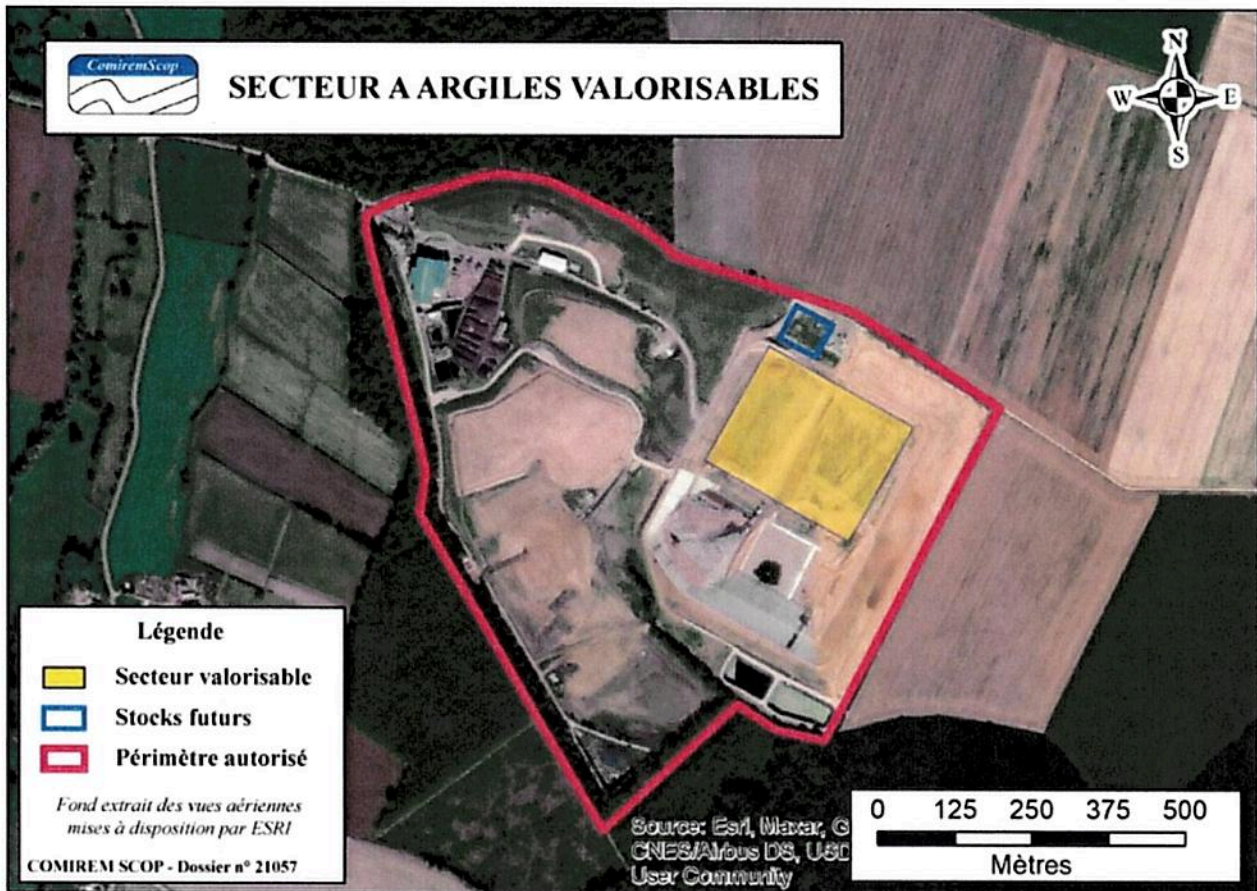 ComiremScop
SECTEUR A ARGILES VALORISABLES
N
W E
S
Légende
Secteur valorisable
Stocks futurs
Périmètre autorisé
Fond extrait des vues aériennes
mises à disposition par ESRI
COMIREM SCOP - Dossier n° 21057
Source: Esri, Maxar, G
CNES/Airbus DS, USD
User Community
0 125 250 375 500
Mètres